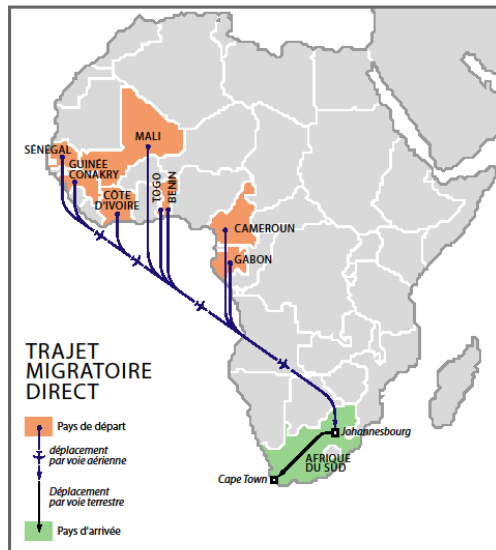 MALI
SÉNÉGAL
GUINÉE
CONAKRY
CÔTE
D'IVOIRE
TOGO
BENIN
CAMEROUN
GABON
TRAJET
MIGRATOIRE
DIRECT
Pays de départ
déplacement
par voie aérienne
Déplacement
par voie terrestre
Pays d'arrivée
Johannesbourg
AFRIQUE
DU SUD
Cape Town